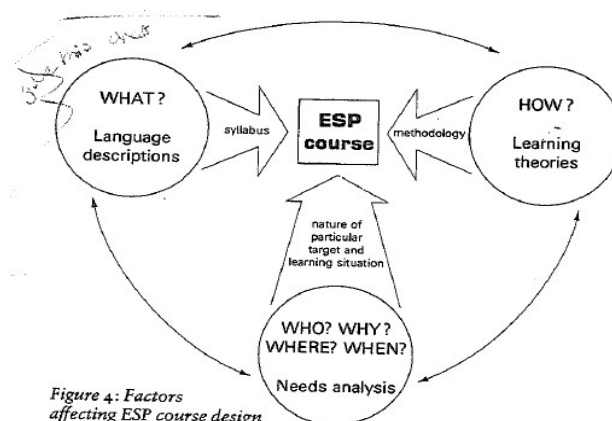 WHAT?
Language
descriptions
syllabus
ESP
course
methodology
HOW?
Learning
theories
nature of
particular
target and
learning situation
WHO? WHY?
WHERE? WHEN?
Needs analysis
Figure 4: Factors
affecting ESP course design